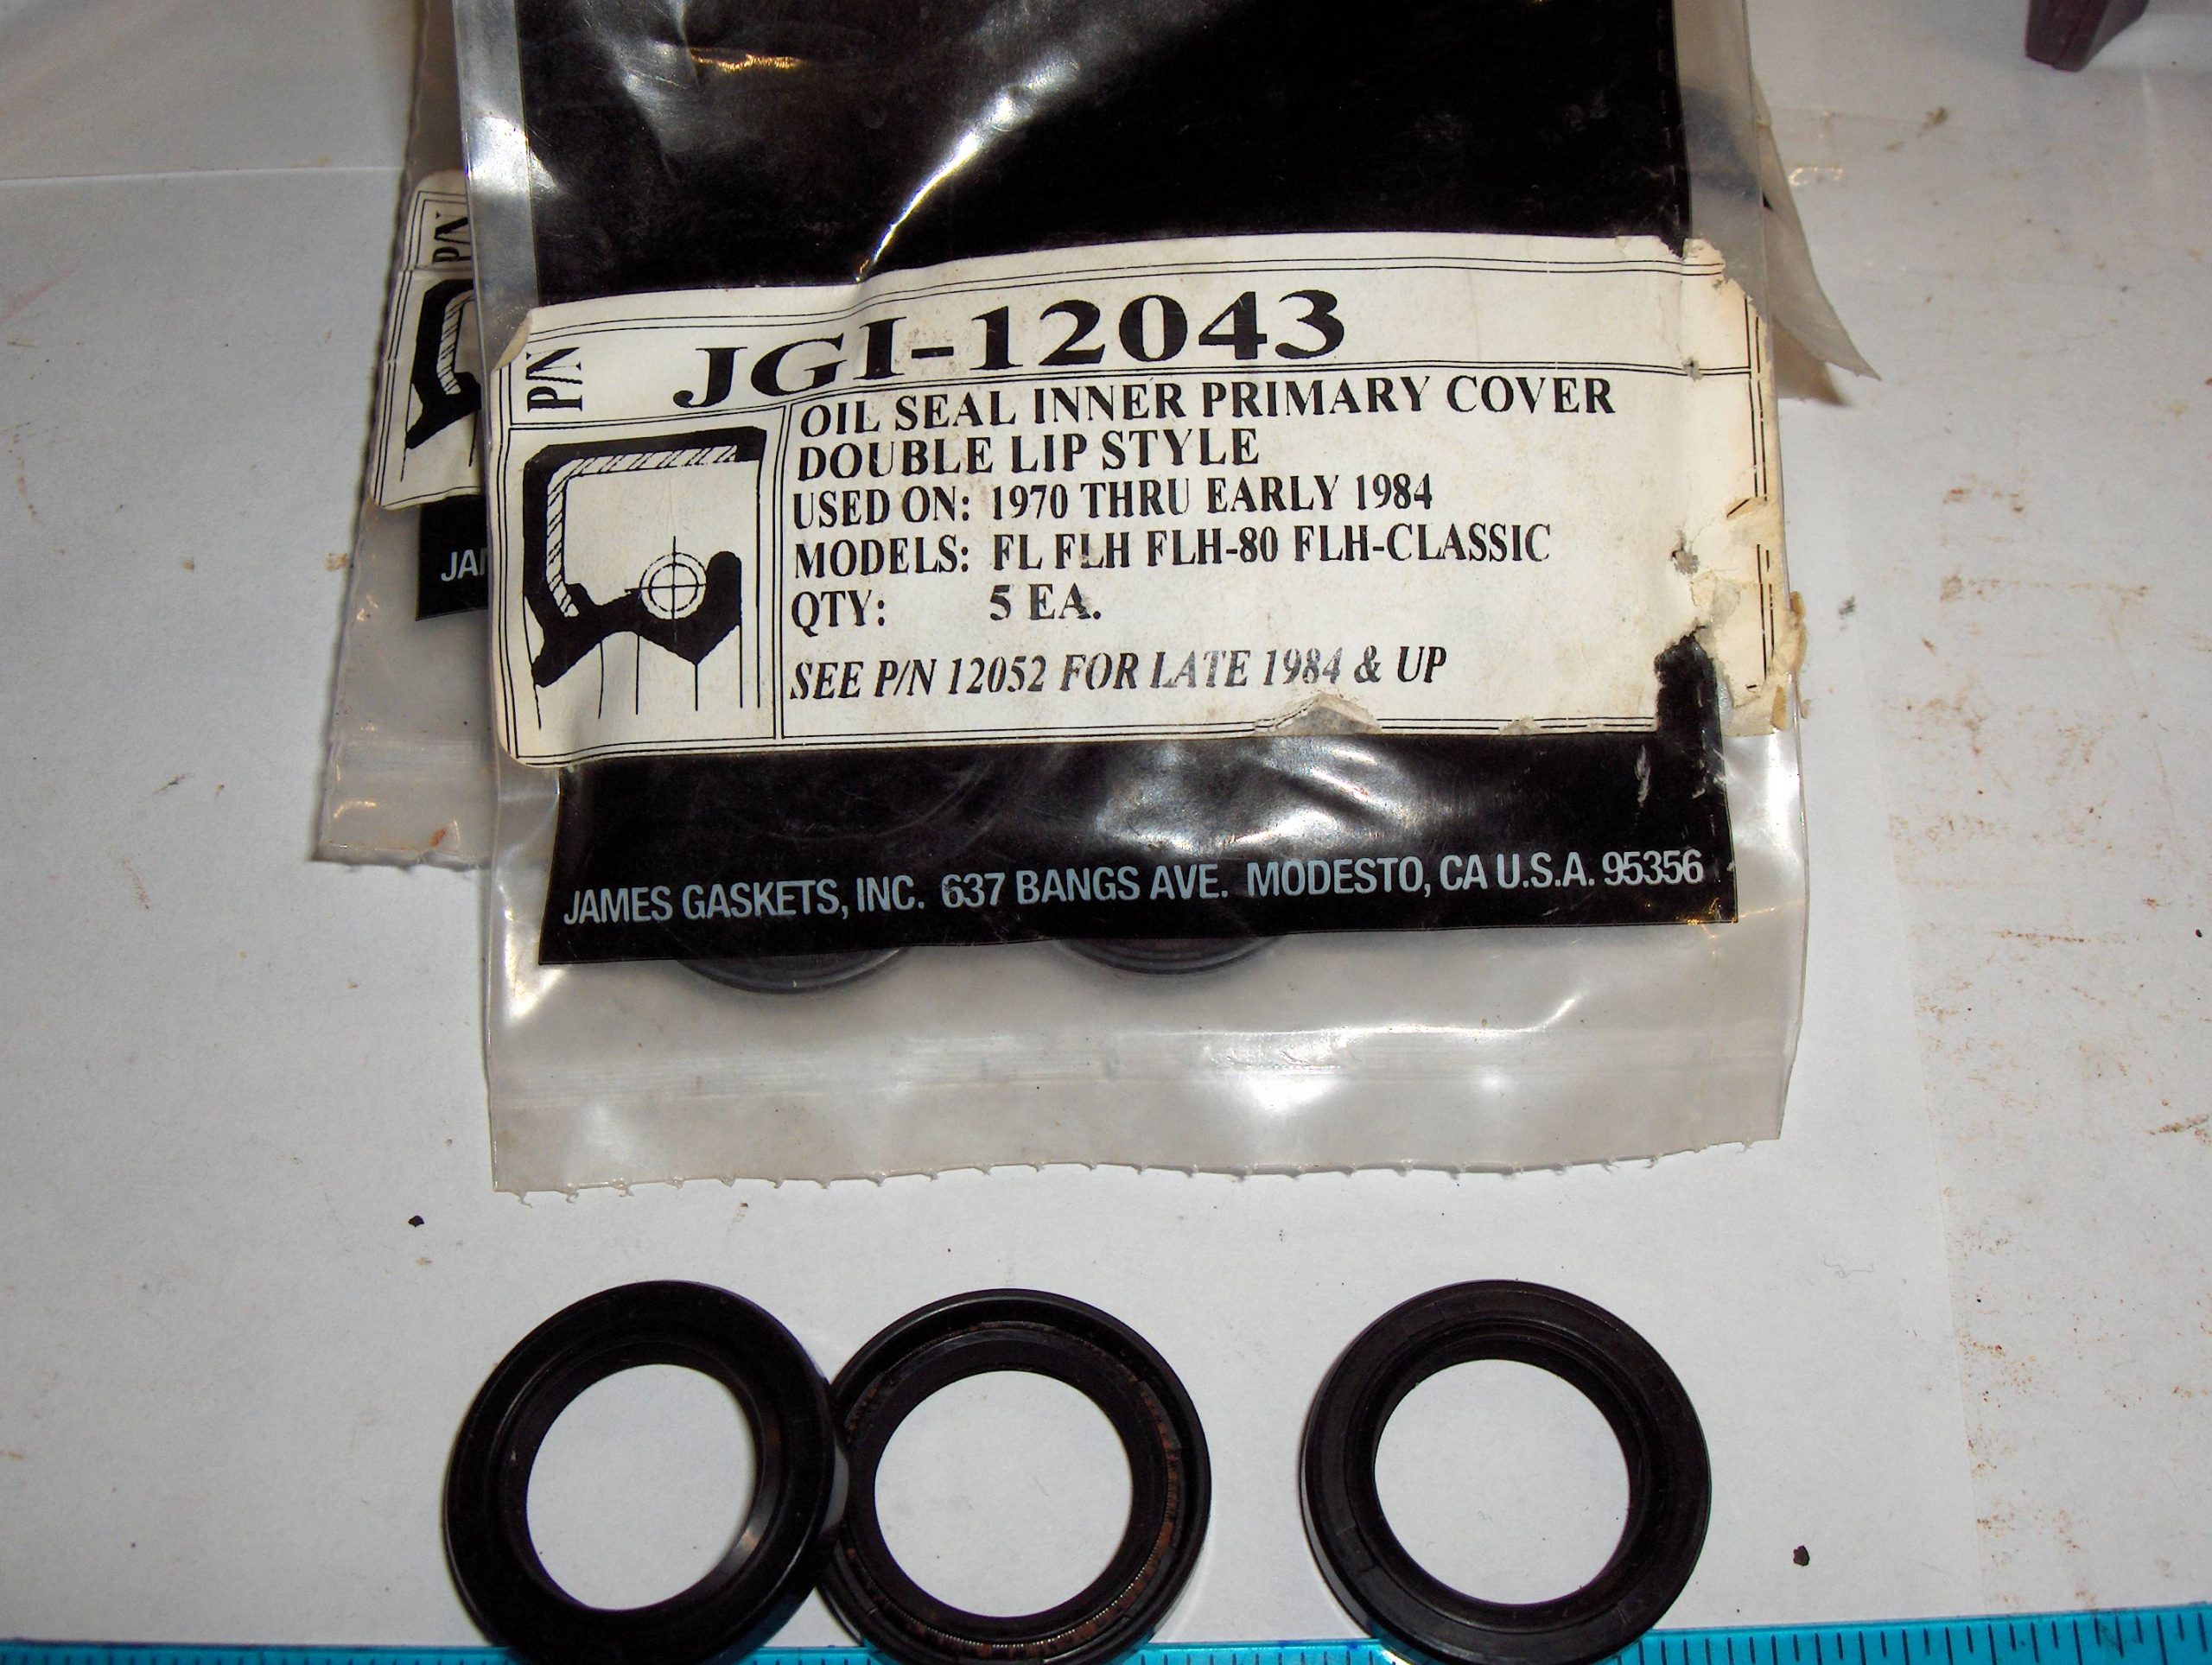 P/N JGI-12043
OIL SEAL INNER PRIMARY COVER
DOUBLE LIP STYLE
USED ON: 1970 THRU EARLY 1984
MODELS: FL FLH FLH-80 FLH-CLASSIC
QTY: 5 EA.
SEE P/N 12052 FOR LATE 1984 & UP
JAMES GASKETS, INC. 637 BANGS AVE. MODESTO, CA U.S.A. 95356
P/N
JA